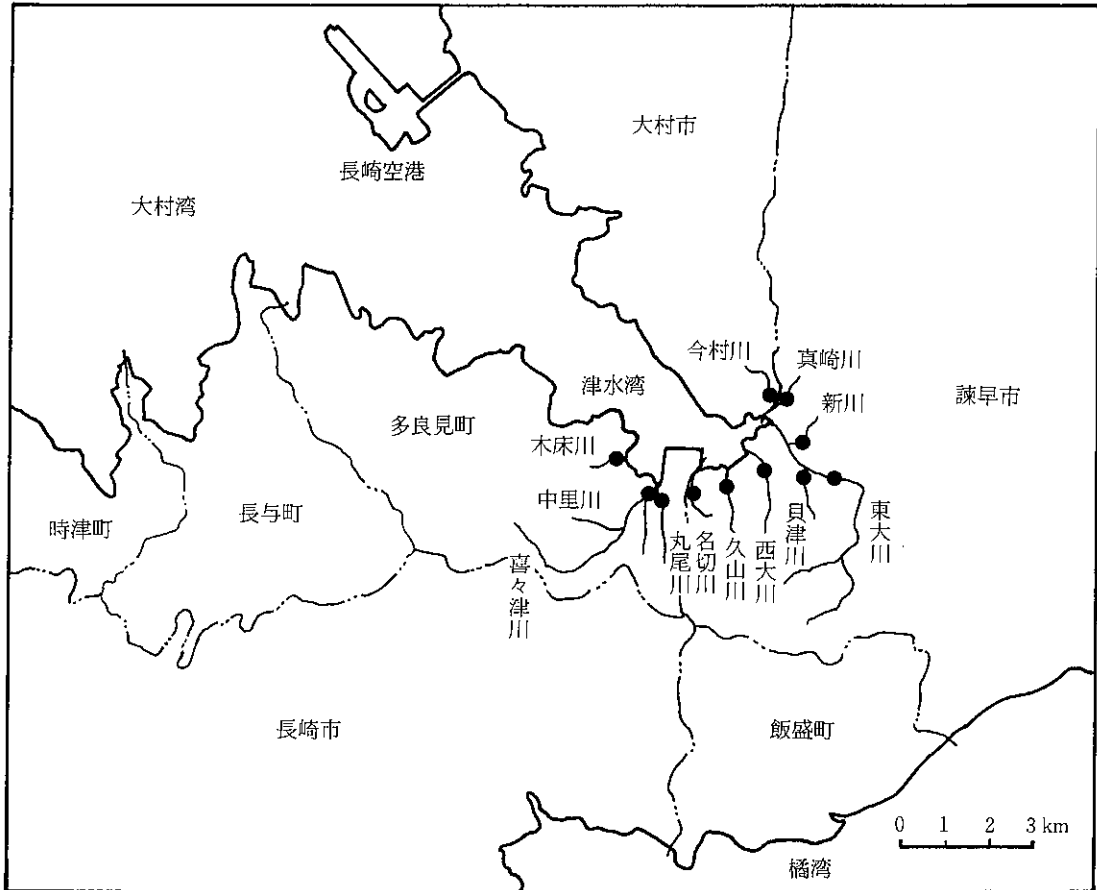 大村市
長崎空港
大村湾
今村川
真崎川
津水湾
新川
諫早市
多良見町
木床川
中里川
長与町
時津町
喜々津川
丸尾川
名切川
久山川
西大川
貝津川
東大川
長崎市
飯盛町
0 1 2 3 km
橘湾